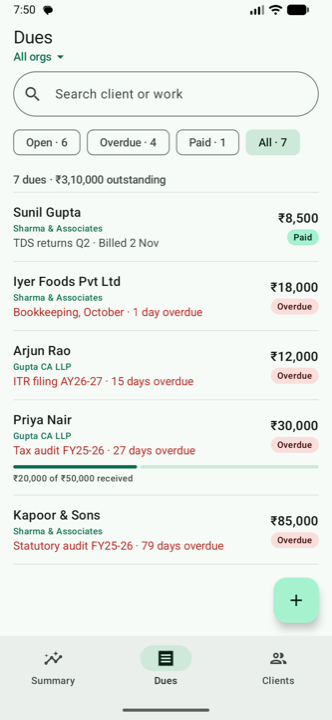 7:50
Dues
All orgs
Search client or work
Open · 6
Overdue · 4
Paid · 1
All · 7
7 dues · ₹3,10,000 outstanding
Sunil Gupta
₹8,500
Sharma & Associates
Paid
TDS returns Q2 · Billed 2 Nov
Iyer Foods Pvt Ltd
₹18,000
Sharma & Associates
Overdue
Bookkeeping, October · 1 day overdue
Arjun Rao
₹12,000
Gupta CA LLP
Overdue
ITR filing AY26-27 · 15 days overdue
Priya Nair
₹30,000
Gupta CA LLP
Overdue
Tax audit FY25-26 · 27 days overdue
₹20,000 of ₹50,000 received
Kapoor & Sons
₹85,000
Sharma & Associates
Overdue
Statutory audit FY25-26 · 79 days overdue
+
Summary
Dues
Clients